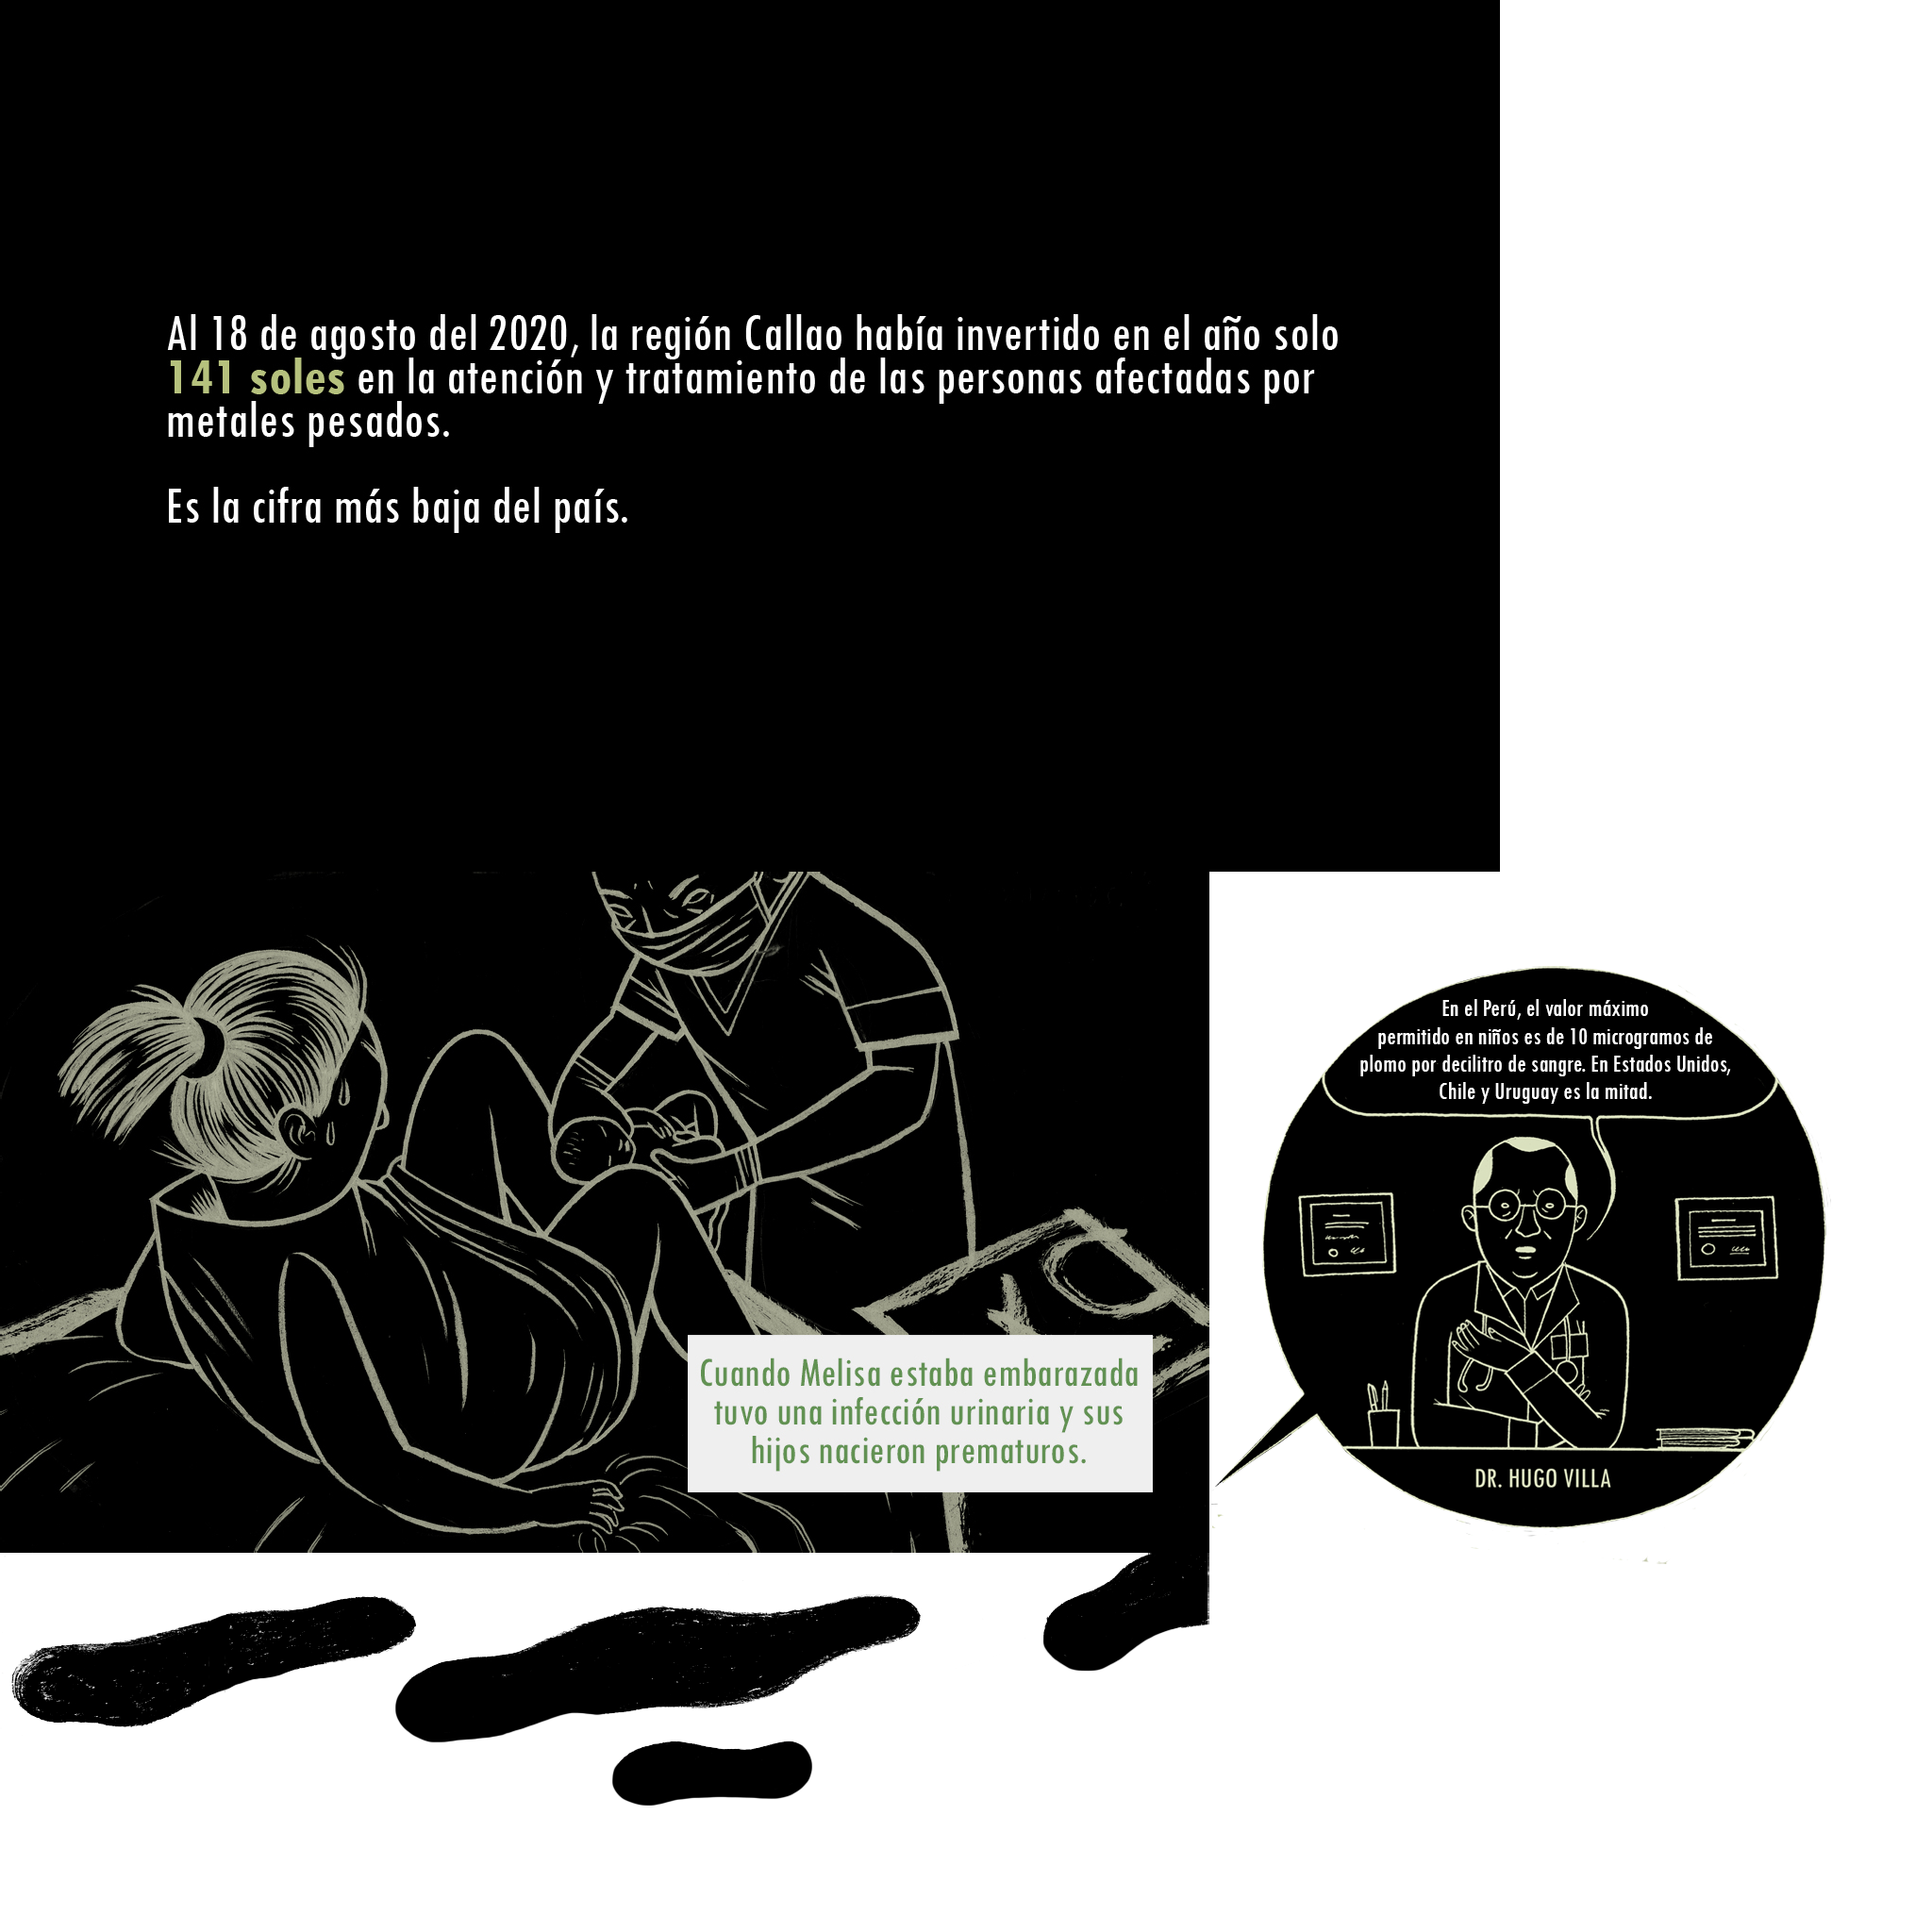 Al 18 de agosto del 2020, la región Callao había invertido en el año solo
141 soles en la atención y tratamiento de las personas afectadas por
metales pesados.
Es la cifra más baja del país.
En el Perú, el valor máximo
permitido en niños es de 10 microgramos de
plomo por decilitro de sangre. En Estados Unidos,
Chile y Uruguay es la mitad.
DR. HUGO VILLA
Cuando Melisa estaba embarazada
tuvo una infección urinaria y sus
hijos nacieron prematuros.